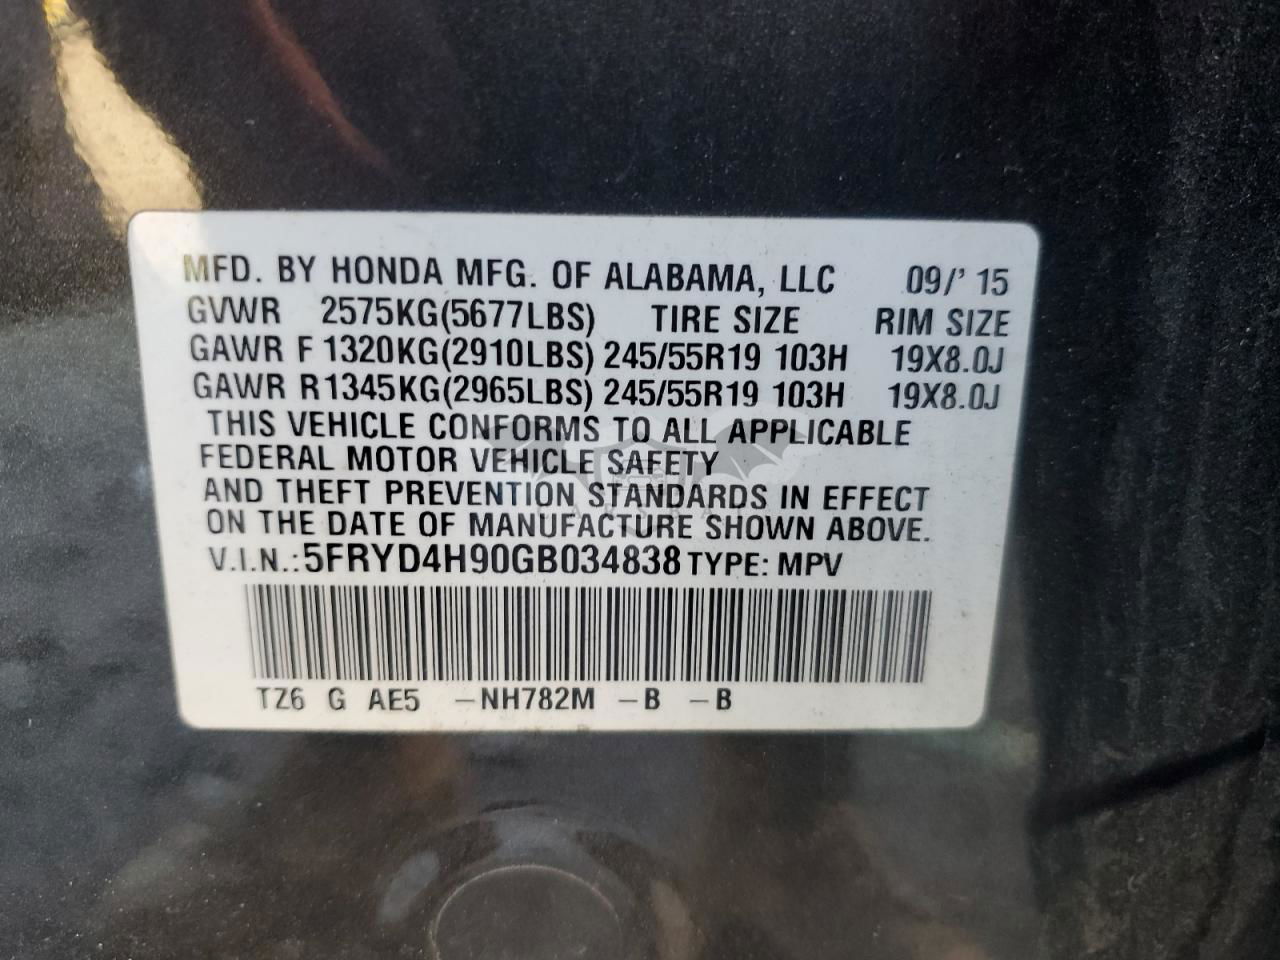 MFD. BY HONDA MFG. OF ALABAMA, LLC 09/' 15
GVWR 2575KG(5677LBS) TIRE SIZE RIM SIZE
GAWR F 1320KG(2910LBS) 245/55R19 103H 19X8.0J
GAWR R1345KG(2965LBS) 245/55R19 103H 19X8.0J
THIS VEHICLE CONFORMS TO ALL APPLICABLE
FEDERAL MOTOR VEHICLE SAFETY
AND THEFT PREVENTION STANDARDS IN EFFECT
ON THE DATE OF MANUFACTURE SHOWN ABOVE.
V.I.N.:5FRYD4H90GB034838 TYPE: MPV
TZ6 G AE5 -NH782M -B -B